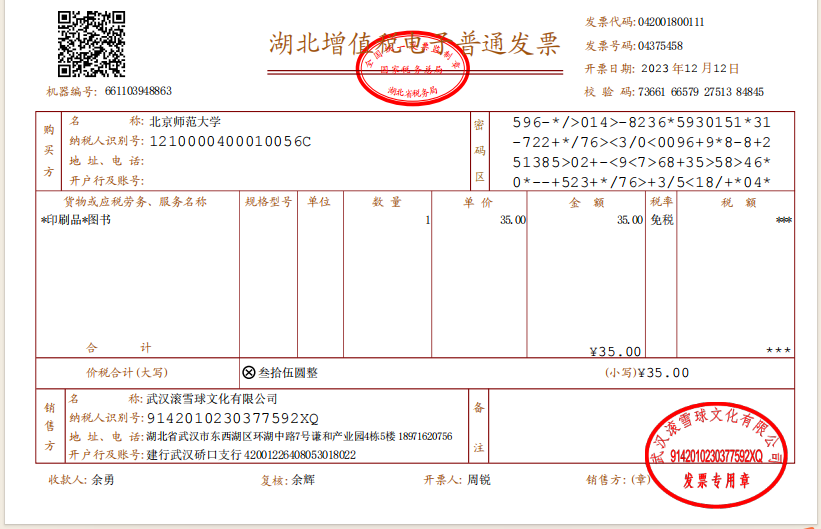 湖北增值税电子普通发票
全国统一发票监制章
国家税务总局
湖北省税务局
发票代码:042001800111
发票号码:04375458
开票日期: 2023 年12 月12日
校 验 码:73661 66579 27513 84845
机器编号: 661103948863
购买方
名 称:北京师范大学
纳税人识别号:1210000400010056C
地 址、电 话:
开户行及账号:
密码区
596-*/>014>-8236*5930151*31
-722+*/76><3/0<0096+9*8-8+2
51385>02+-<9<7>68+35>58>46*
0*--+523+*/76>+3/5<18/+*04*
货物或应税劳务、服务名称 规格型号 单位 数 量 单 价 金 额 税率 税 额
*印刷品*图书 1 35.00 35.00 免税 ***
合 计 ¥35.00 ***
价税合计(大写) ⊗叁拾伍圆整 (小写)¥35.00
销售方
名 称:武汉滚雪球文化有限公司
纳税人识别号:9142010230377592XQ
地 址、电 话:湖北省武汉市东西湖区环湖中路7号谦和产业园4栋5楼 18971620756
开户行及账号:建行武汉硚口支行 42001226408053018022
备注
武汉滚雪球文化有限公司
9142010230377592XQ
发票专用章
收款人: 余勇 复核: 余辉 开票人: 周锐 销售方: (章)